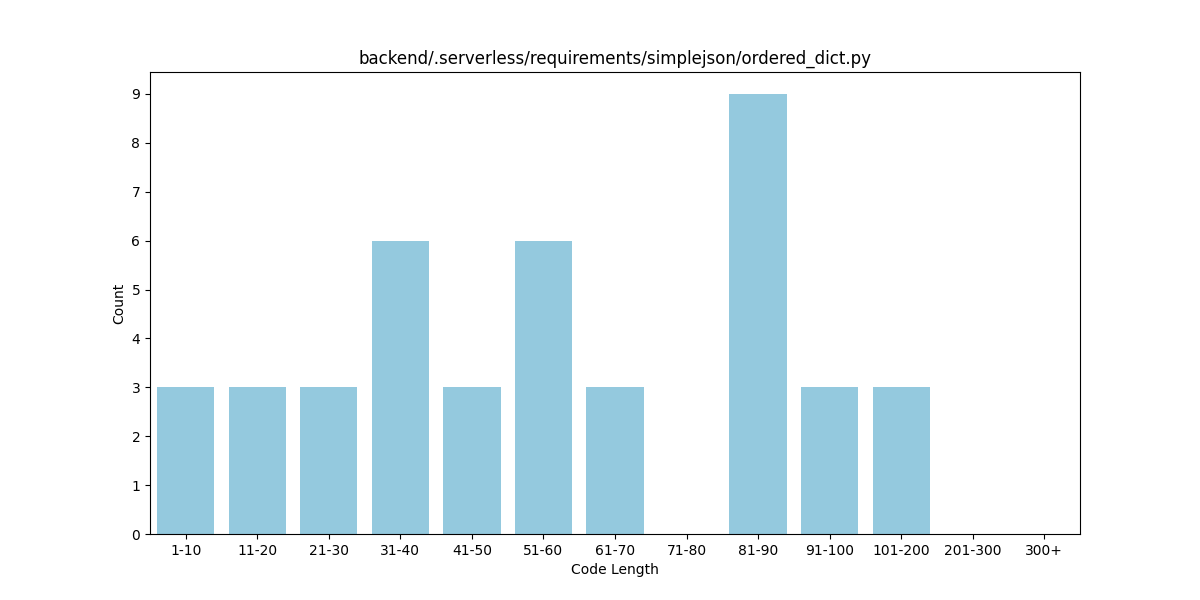 backend/.serverless/requirements/simplejson/ordered_dict.py
9
8
7
6
5
4
3
2
1
0
Count
1-10 11-20 21-30 31-40 41-50 51-60 61-70 71-80 81-90 91-100 101-200 201-300 300+
Code Length